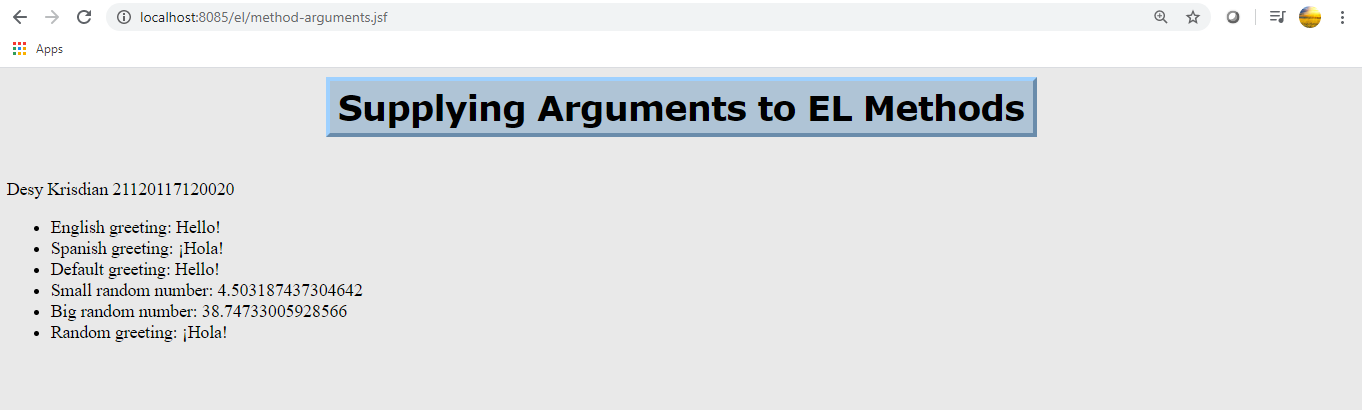 localhost:8085/el/method-arguments.jsf
Apps
Supplying Arguments to EL Methods
Desy Krisdian 21120117120020
• English greeting: Hello!
• Spanish greeting: ¡Hola!
• Default greeting: Hello!
• Small random number: 4.503187437304642
• Big random number: 38.74733005928566
• Random greeting: ¡Hola!